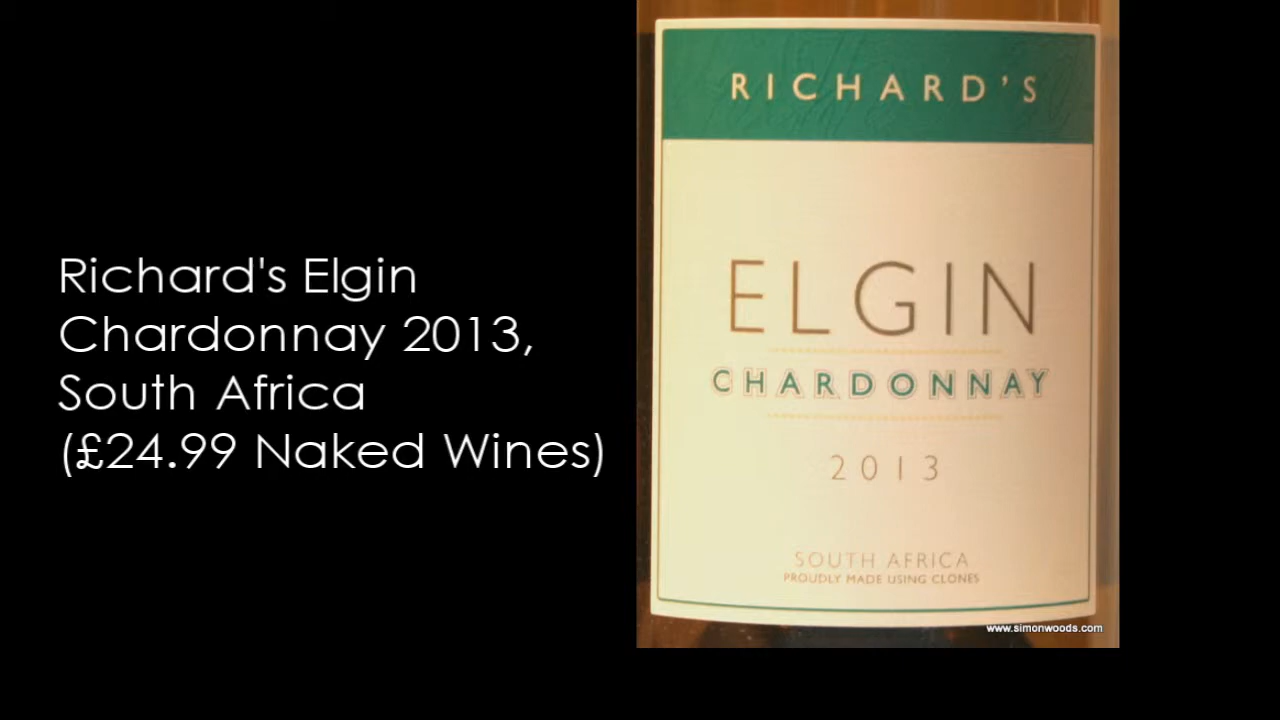 Richard's Elgin
Chardonnay 2013,
South Africa
(£24.99 Naked Wines)
RICHARD'S
ELGIN
CHARDONNAY
2013
SOUTH AFRICA
PROUDLY MADE USING CLONES
www.simonwoods.com